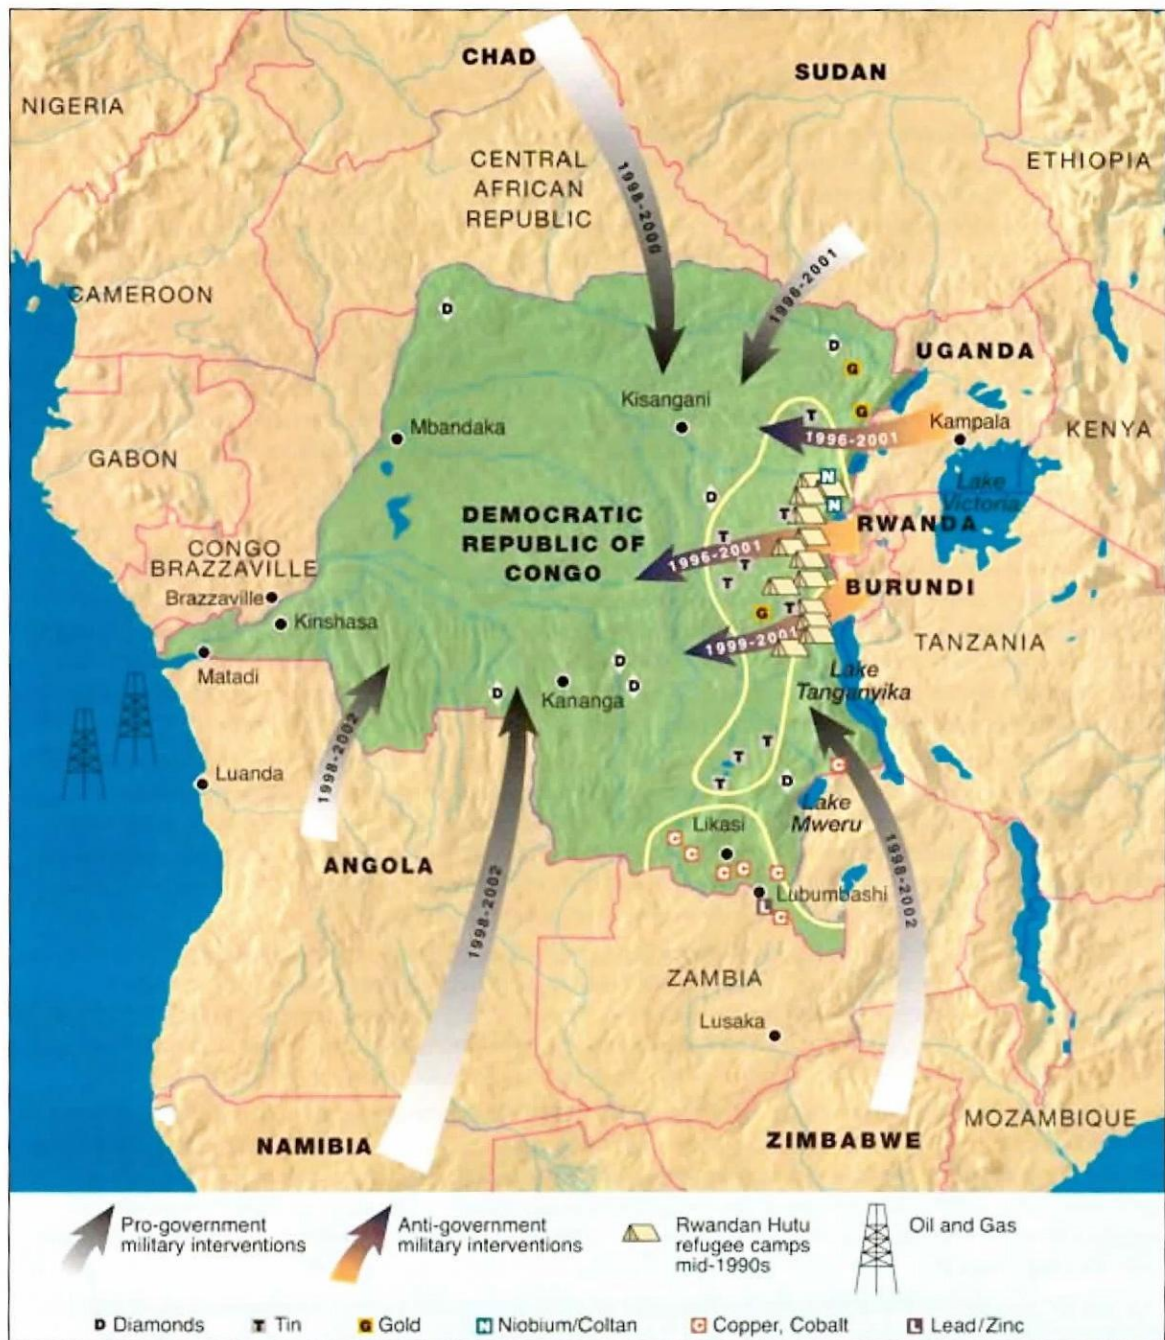 CHAD
SUDAN
NIGERIA
ETHIOPIA
CENTRAL
AFRICAN
REPUBLIC
1998-2000
1996-2001
CAMEROON
D
D
UGANDA
G
Kisangani
T
G
Mbandaka
1996-2001
Kampala
KENYA
GABON
N
Lake
Victoria
D
N
DEMOCRATIC
REPUBLIC OF
CONGO
T
RWANDA
T
CONGO
BRAZZAVILLE
1996-2001
T
T
BURUNDI
Brazzaville
G
T
Kinshasa
TANZANIA
1999-2001
Matadi
D
Lake
Tanganyika
Kananga
D
D
1998-2002
T
T
C
Luanda
T
D
Lake
Mweru
Likasi
C
C
ANGOLA
C
C
C
1998-2002
1998-2002
Lubumbashi
L
C
ZAMBIA
Lusaka
MOZAMBIQUE
NAMIBIA
ZIMBABWE
Pro-government
military interventions
Anti-government
military interventions
Rwandan Hutu
refugee camps
mid-1990s
Oil and Gas
D Diamonds
T Tin
G Gold
N Niobium/Coltan
C Copper, Cobalt
L Lead/Zinc